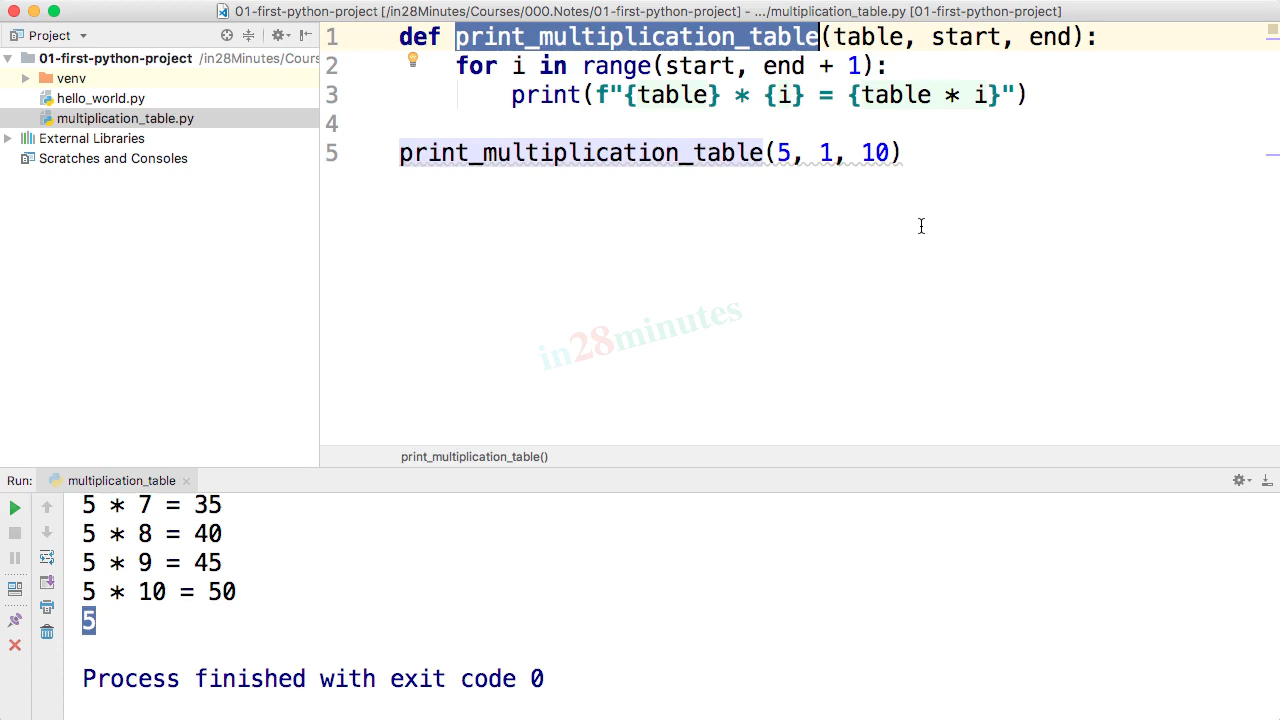 01-first-python-project [/in28Minutes/Courses/000.Notes/01-first-python-project] - .../multiplication_table.py [01-first-python-project]
Project
01-first-python-project /in28Minutes/Cours
venv
hello_world.py
multiplication_table.py
External Libraries
Scratches and Consoles
1 def print_multiplication_table(table, start, end):
2 for i in range(start, end + 1):
3 print(f"{table} * {i} = {table * i}")
4
5 print_multiplication_table(5, 1, 10)
in28minutes
print_multiplication_table()
Run: multiplication_table
5 * 7 = 35
5 * 8 = 40
5 * 9 = 45
5 * 10 = 50
5
Process finished with exit code 0